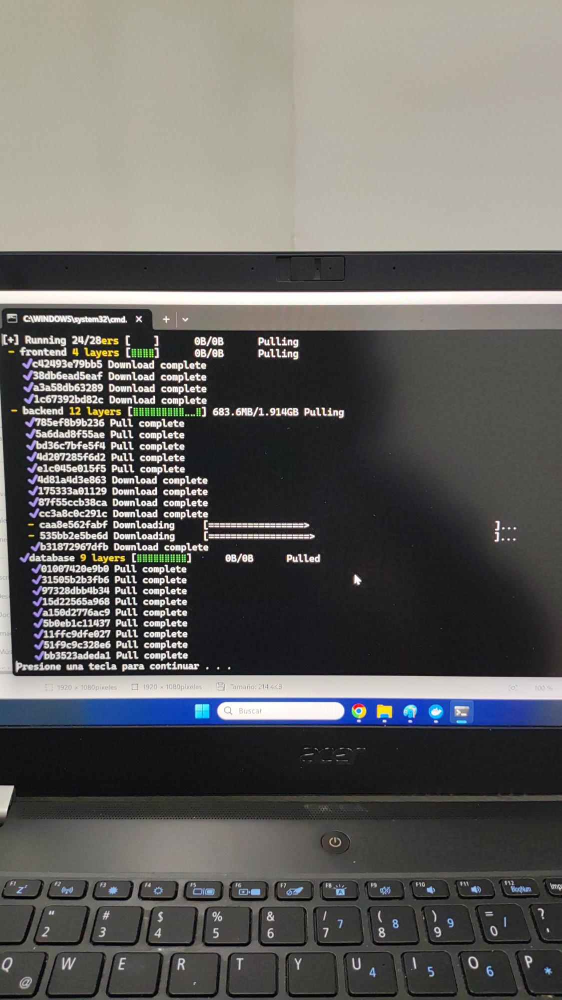 C:\WINDOWS\system32\cmd.
[+] Running 24/28ers [    ] 0B/0B Pulling
– frontend 4 layers [⣿⣿⣿⣿] 0B/0B Pulling
✔c42493e79bb5 Download complete
✔38db6ead5eaf Download complete
✔a3a58db63289 Download complete
✔1c67392bd82c Download complete
– backend 12 layers [⣿⣿⣿⣿⣿⣿⣿⣿⣿⣀⣀⣿] 683.6MB/1.914GB Pulling
✔785ef8b9b236 Pull complete
✔5a6dad8f55ae Pull complete
✔bd36c7bfe5f4 Pull complete
✔4d207285f6d2 Pull complete
✔e1c045e015f5 Pull complete
✔4d81a4d3e863 Download complete
✔175333a01129 Download complete
✔87f55ccb38ca Download complete
✔cc3a8c0c291c Download complete
– caa8e562fabf Downloading [=================> ]...
– 535bb2e5be6d Downloading [==================> ]...
✔b31872967dfb Download complete
✔database 9 layers [⣿⣿⣿⣿⣿⣿⣿⣿⣿] 0B/0B Pulled
✔01007420e9b0 Pull complete
✔31505b2b3fb6 Pull complete
✔97328dbb4b34 Pull complete
✔15d22565a968 Pull complete
✔a150d2776ac9 Pull complete
✔5b0eb1c11437 Pull complete
✔11ffc9dfe027 Pull complete
✔51f9c9c328e6 Pull complete
✔bb3523adeda1 Pull complete
Presione una tecla para continuar . . .
1920 × 1080píxeles 1920 × 1080píxeles Tamaño: 214.4KB 100 %
Buscar
acer
F1 F2 F3 F4 F5 F6 F7 F8 F9 F10 F11 F12 BloqNum Imp
" # $ % & / ( ) = ?
2 3 4 5 6 7 7 8 8 9 9 0 / '
Q W E R T Y U I O P
@ 4 5 6 *